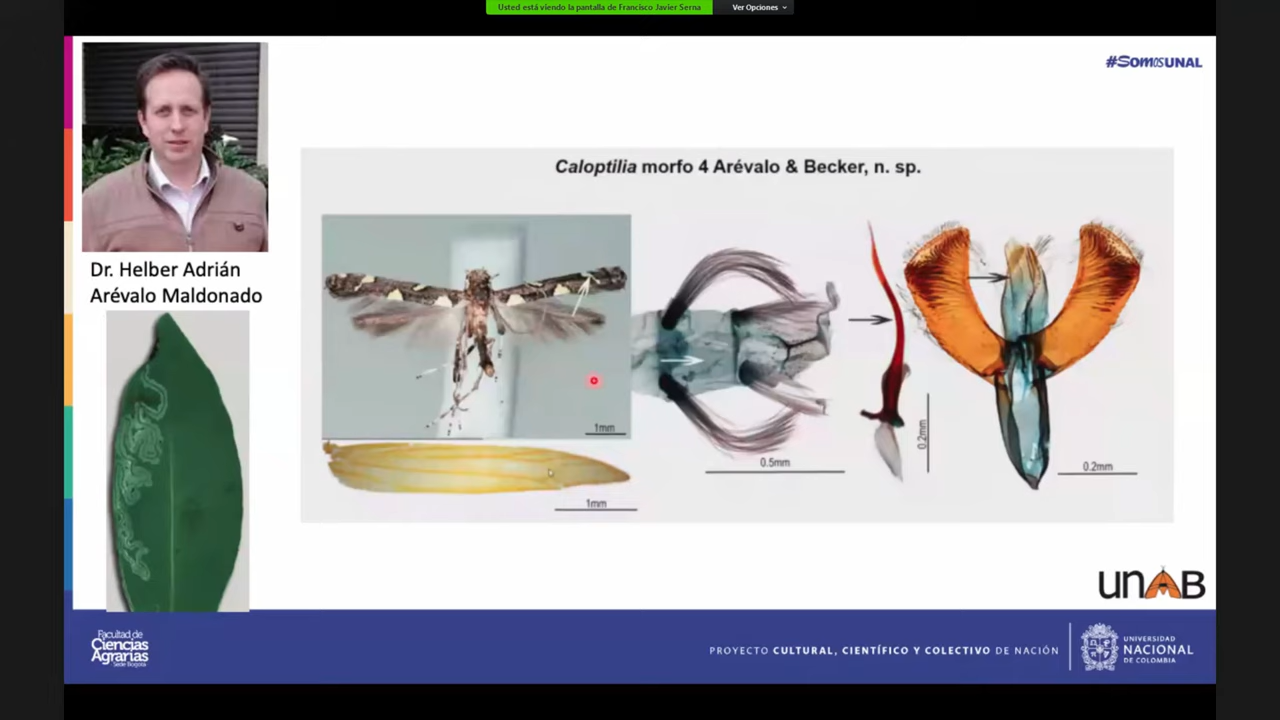 Usted está viendo la pantalla de Francisco Javier Serna
Ver Opciones
#SomosUNAL
Caloptilia morfo 4 Arévalo & Becker, n. sp.
Dr. Helber Adrián
Arévalo Maldonado
1mm
1mm
0.5mm
0.2mm
0.2mm
UNAB
Facultad de
Ciencias
Agrarias
Sede Bogotá
PROYECTO CULTURAL, CIENTÍFICO Y COLECTIVO DE NACIÓN
UNIVERSIDAD
NACIONAL
DE COLOMBIA